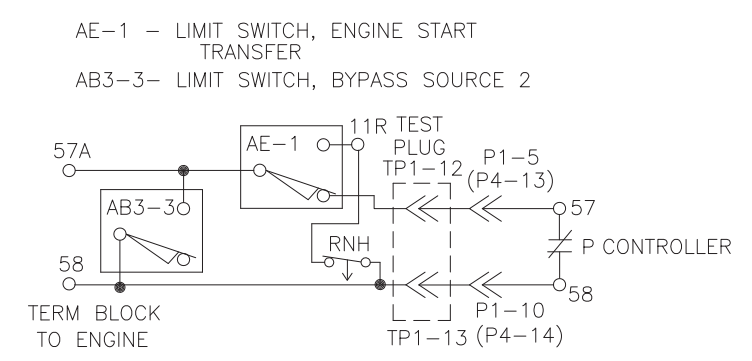 AE-1 - LIMIT SWITCH, ENGINE START
TRANSFER
AB3-3- LIMIT SWITCH, BYPASS SOURCE 2
11R
TEST
PLUG
TP1-12
57A
AE-1
P1-5
(P4-13)
AB3-3
57
RNH
P CONTROLLER
58
58
TERM BLOCK
TO ENGINE
P1-10
TP1-13
(P4-14)